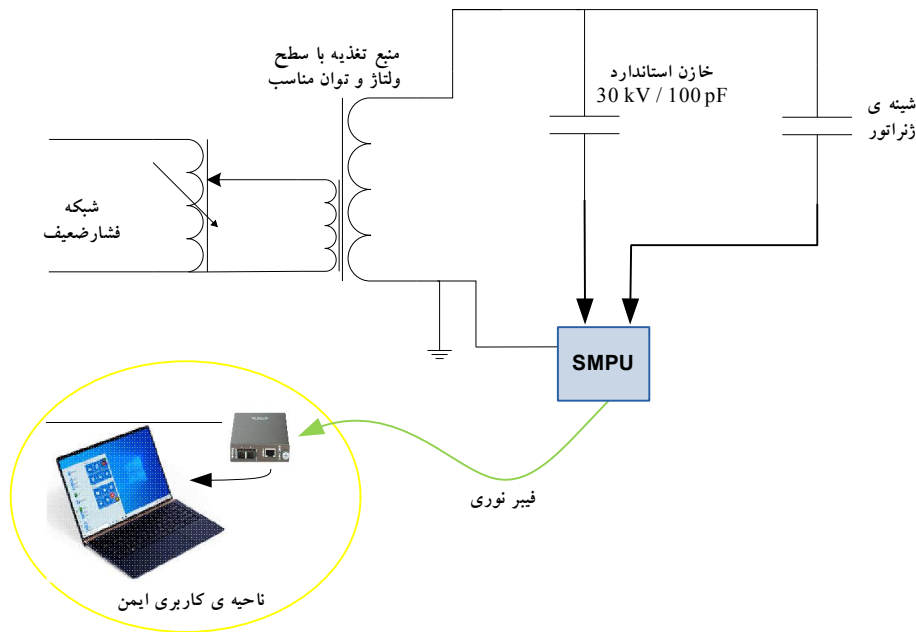 منبع تغذیه با سطح
ولتاژ و توان مناسب
خازن استاندارد
30 kV / 100 pF
شینه ی
ژنراتور
شبکه
فشارضعیف
SMPU
فیبر نوری
ناحیه ی کاربری ایمن